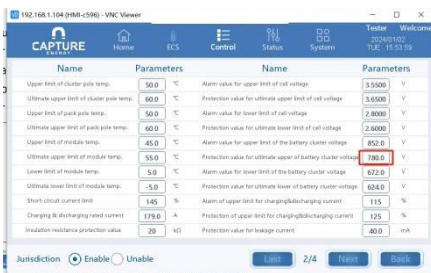 192.168.1.104 (HMI-c596) - VNC Viewer
CAPTURE
ENERGY
Home
ECS
Control
Status
System
Tester Welcome
2024/01/02
TUE 15:53:59
Name Parameters Name Parameters
Upper limit of cluster pole temp. 50.0 ℃ Alarm value for upper limit of cell voltage 3.5500 V
Ultimate upper limit of cluster pole temp. 60.0 ℃ Protection value for ultimate upper limit of cell voltage 3.6500 V
Upper limit of pack pole temp. 50.0 ℃ Alarm value for lower limit of cell voltage 2.8000 V
Ultimate upper limit of pack pole temp. 60.0 ℃ Protection value for ultimate lower limit of cell voltage 2.6000 V
Upper limit of module temp. 45.0 ℃ Alarm value for upper limit of the battery cluster voltage 852.0 V
Ultimate upper limit of module temp. 55.0 ℃ Protection value for ultimate upper of battery cluster voltage 780.0 V
Lower limit of module temp. 5.0 ℃ Alarm value for lower limit of the battery cluster voltage 672.0 V
Ultimate lower limit of module temp. -5.0 ℃ Protection value for ultimate lower of battery cluster voltage 624.0 V
Short-circuit current limit 145 % Alarm of upper limit for charging&discharging current 115 %
Charging & discharging rated current 179.0 A Protection of upper limit for charging&discharging current 125 %
Insulation resistance protection value 20 kΩ Protection value for leakage current 40.0 mA
Jurisdiction Enable Unable Last 2/4 Next Back